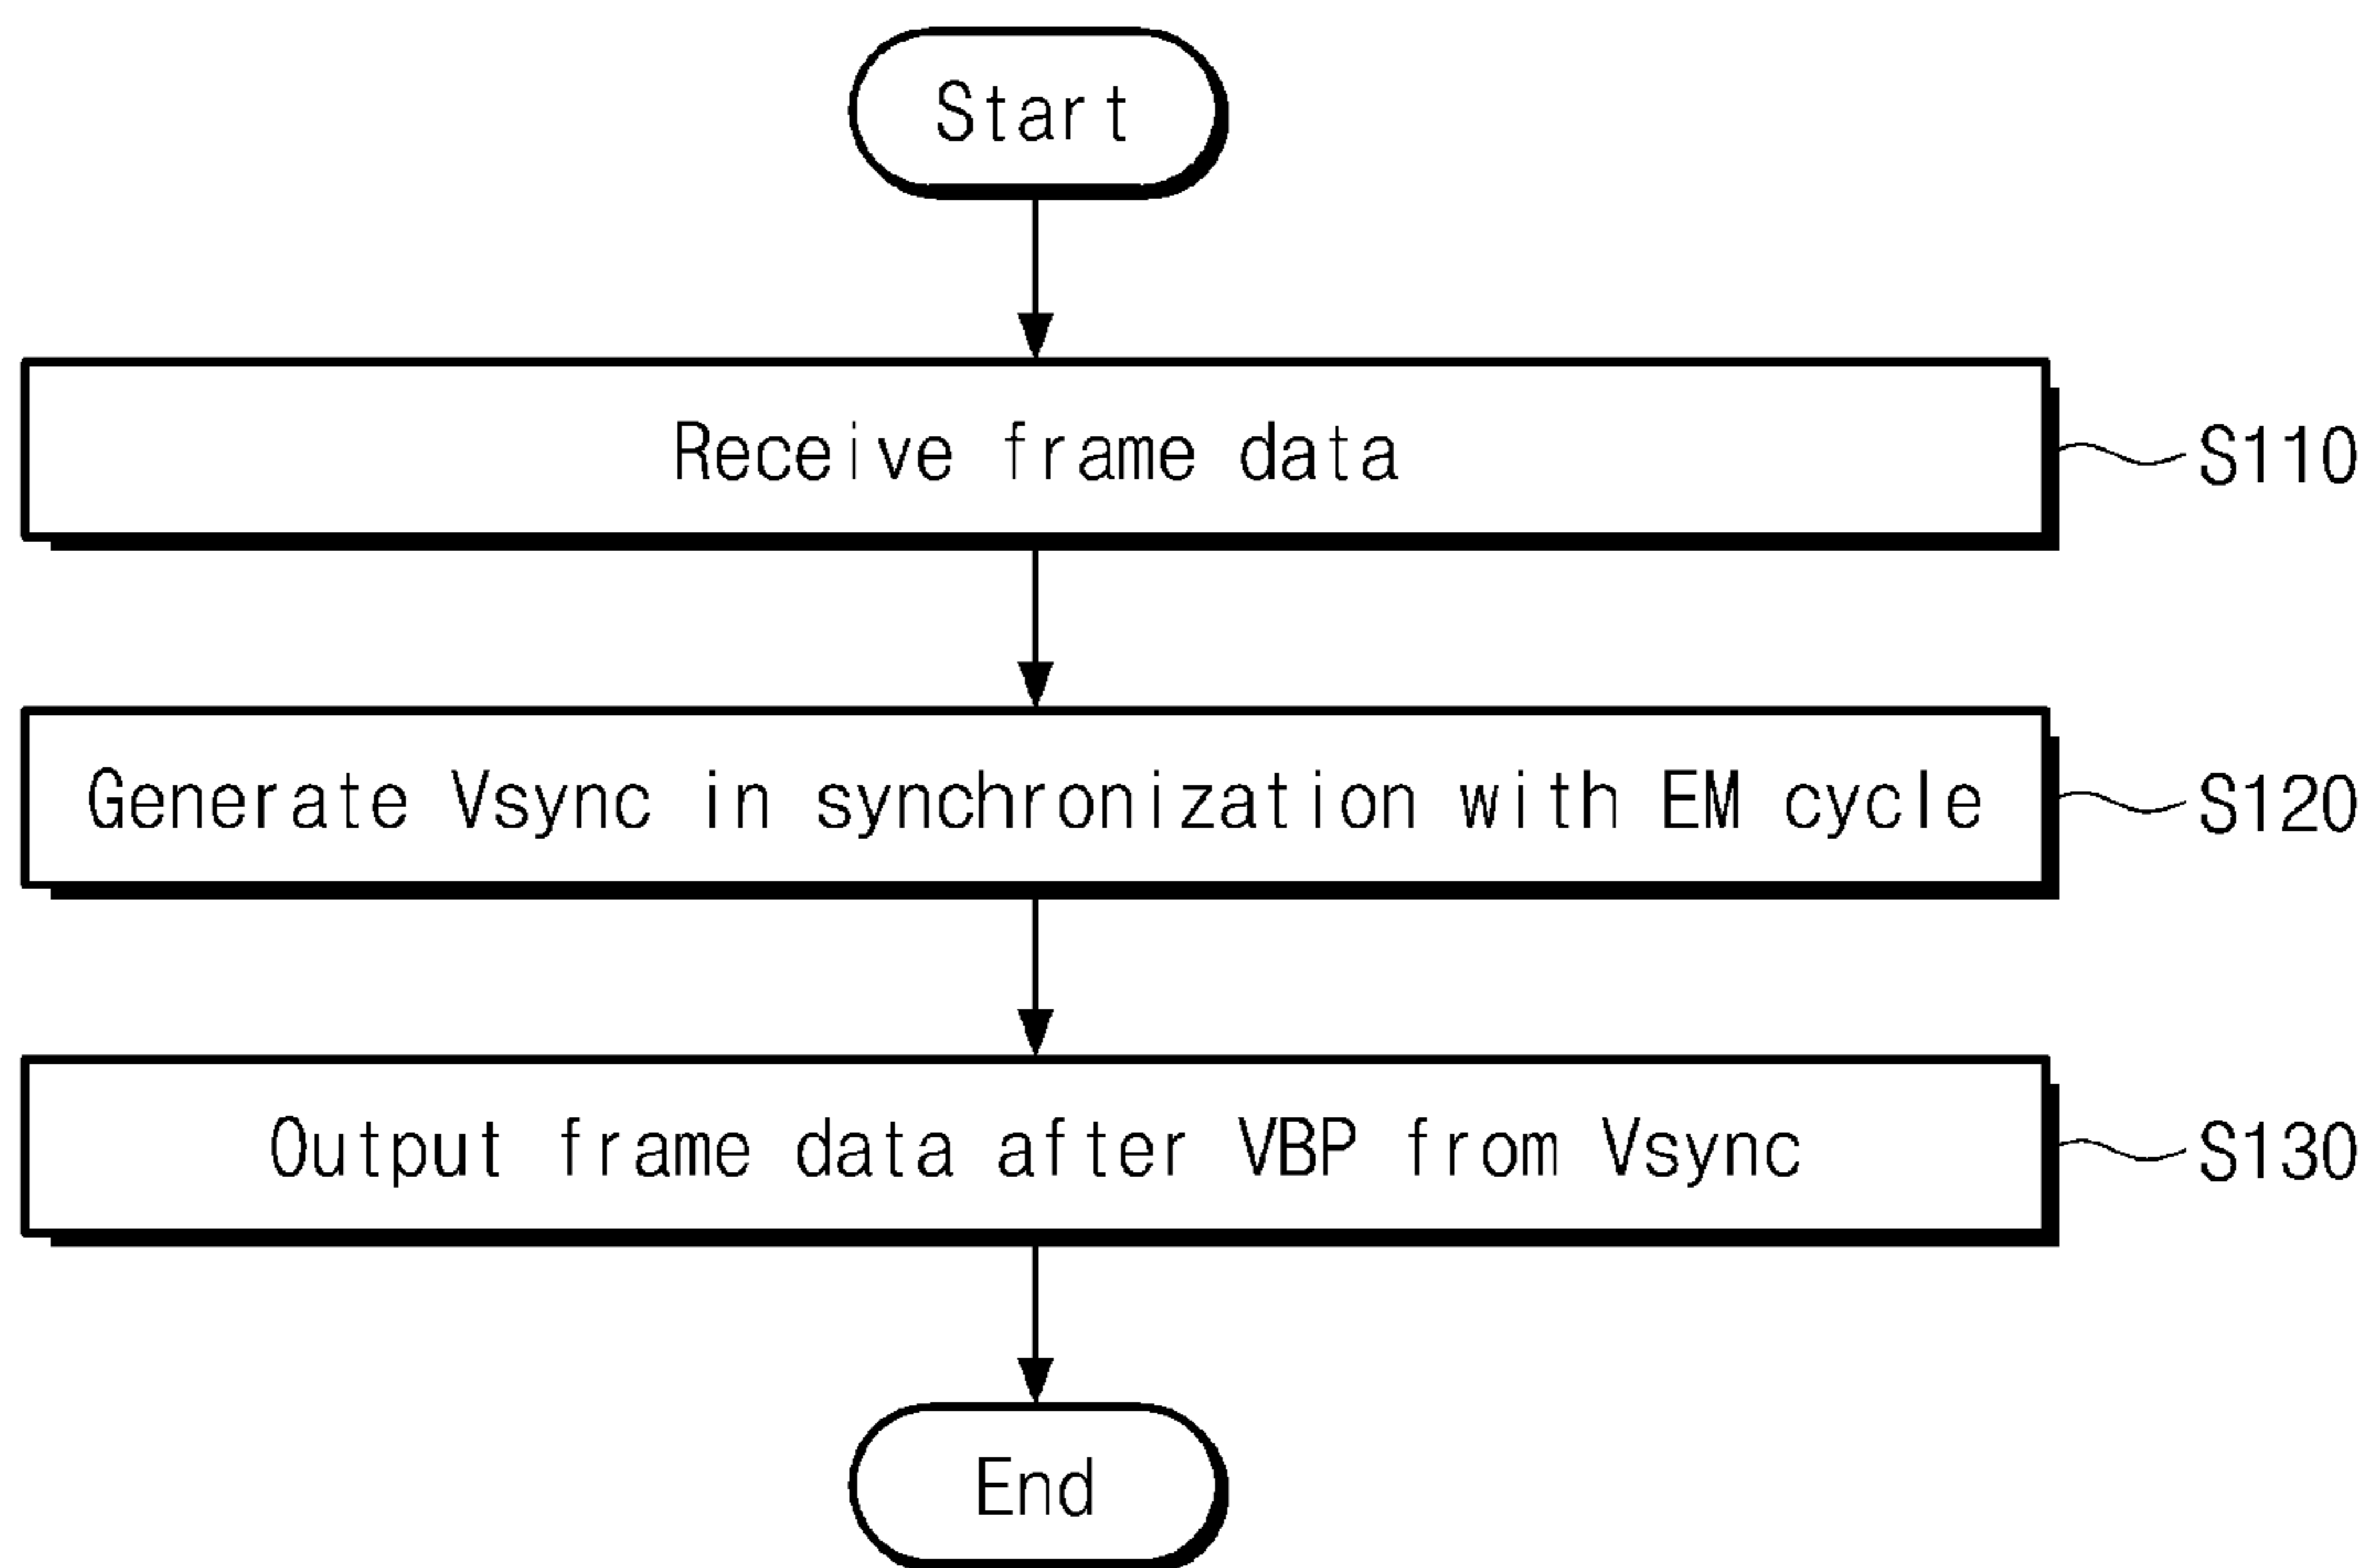 Start
Receive frame data
S110
Generate Vsync in synchronization with EM cycle
S120
Output frame data after VBP from Vsync
S130
End